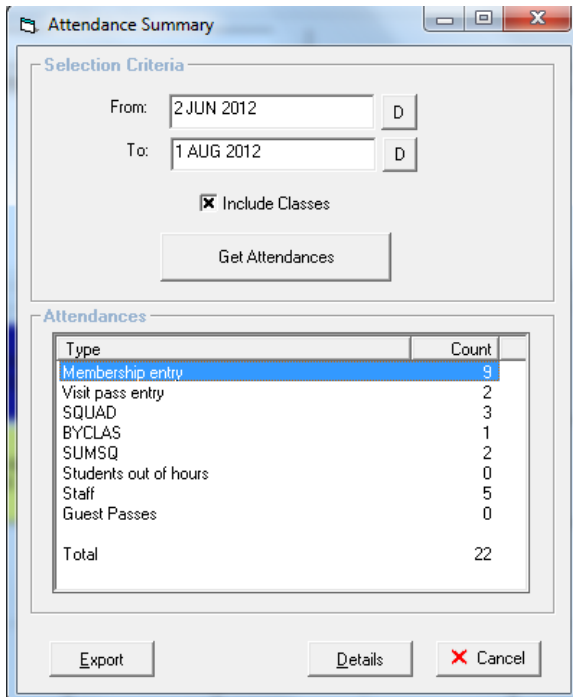 Attendance Summary
Selection Criteria
From: 2 JUN 2012 D
To: 1 AUG 2012 D
Include Classes
Get Attendances
Attendances
Type Count
Membership entry 9
Visit pass entry 2
SQUAD 3
BYCLAS 1
SUMSQ 2
Students out of hours 0
Staff 5
Guest Passes 0
Total 22
Export Details Cancel